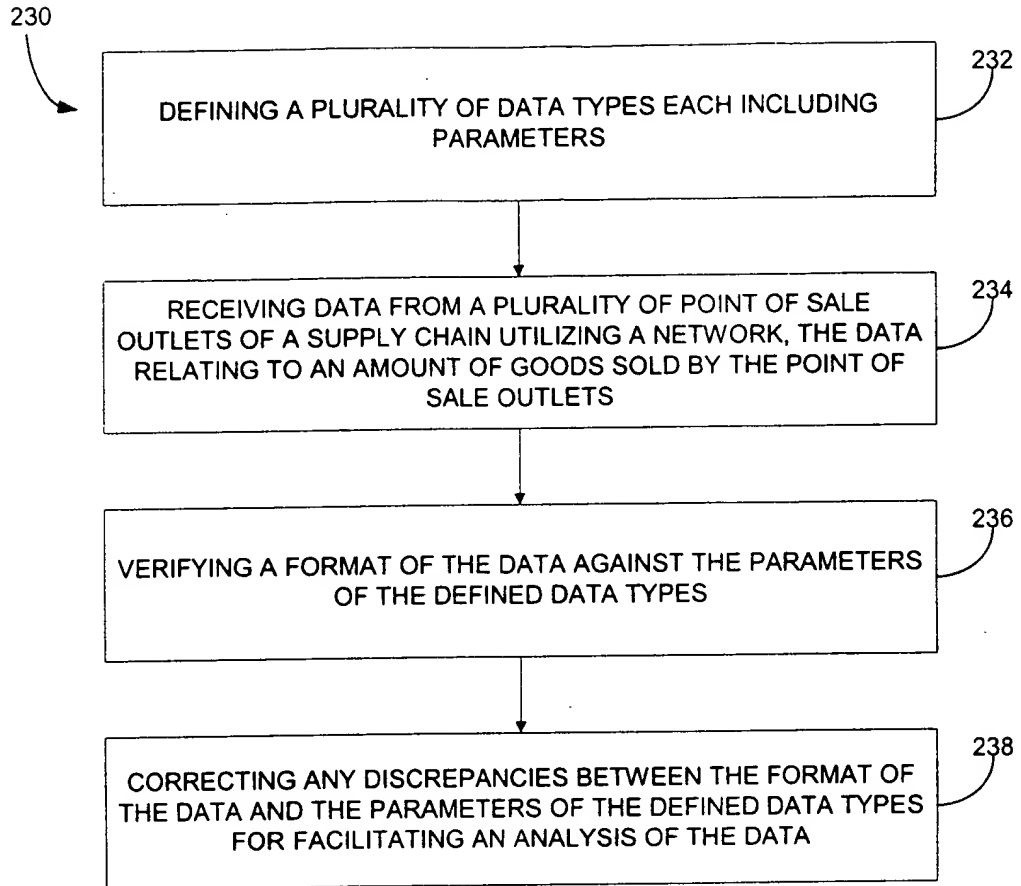 230
232
DEFINING A PLURALITY OF DATA TYPES EACH INCLUDING
PARAMETERS
234
RECEIVING DATA FROM A PLURALITY OF POINT OF SALE
OUTLETS OF A SUPPLY CHAIN UTILIZING A NETWORK, THE DATA
RELATING TO AN AMOUNT OF GOODS SOLD BY THE POINT OF
SALE OUTLETS
236
VERIFYING A FORMAT OF THE DATA AGAINST THE PARAMETERS
OF THE DEFINED DATA TYPES
238
CORRECTING ANY DISCREPANCIES BETWEEN THE FORMAT OF
THE DATA AND THE PARAMETERS OF THE DEFINED DATA TYPES
FOR FACILITATING AN ANALYSIS OF THE DATA